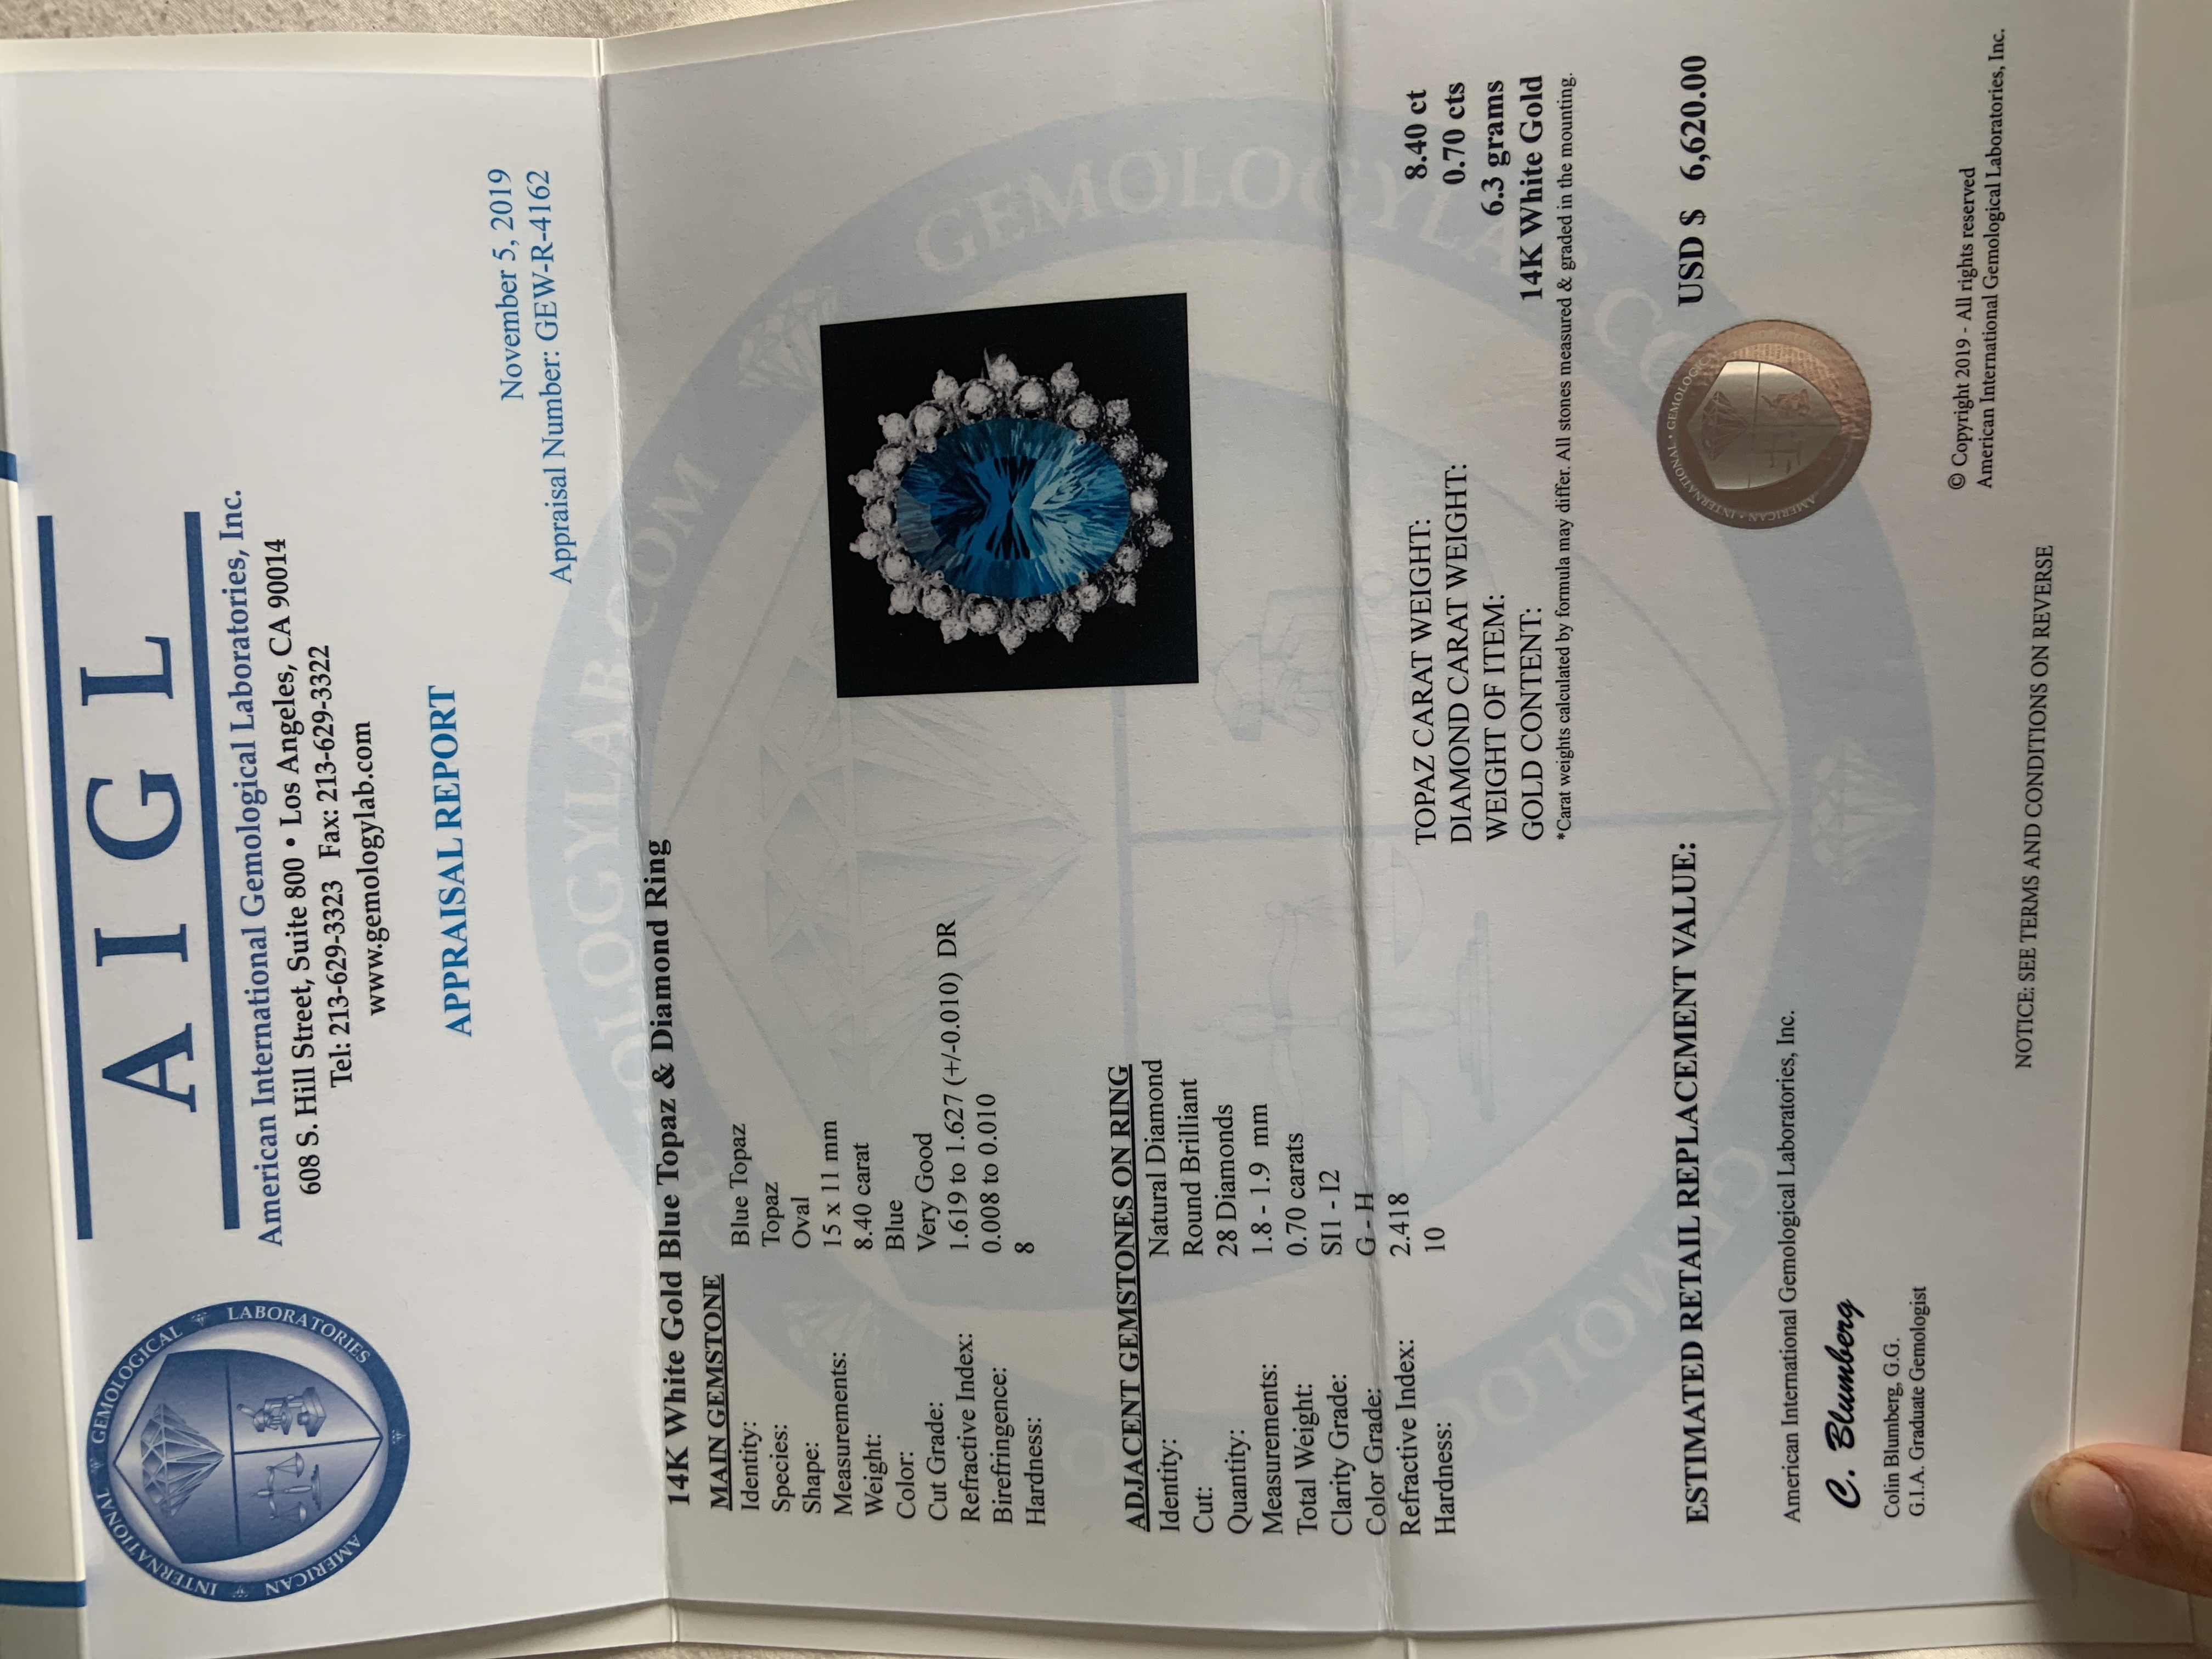 AMERICAN INTERNATIONAL GEMOLOGICAL LABORATORIES
A I G L
American International Gemological Laboratories, Inc.
608 S. Hill Street, Suite 800 • Los Angeles, CA 90014
Tel: 213-629-3323 Fax: 213-629-3322
www.gemologylab.com
APPRAISAL REPORT
November 5, 2019
Appraisal Number: GEW-R-4162
GEMOLOGYLAB.COM
14K White Gold Blue Topaz & Diamond Ring
MAIN GEMSTONE
Identity: Blue Topaz
Species: Topaz
Shape: Oval
Measurements: 15 x 11 mm
Weight: 8.40 carat
Color: Blue
Cut Grade: Very Good
Refractive Index: 1.619 to 1.627 (+/-0.010) DR
Birefringence: 0.008 to 0.010
Hardness: 8
ADJACENT GEMSTONES ON RING
Identity: Natural Diamond
Cut: Round Brilliant
Quantity: 28 Diamonds
Measurements: 1.8 - 1.9 mm
Total Weight: 0.70 carats
Clarity Grade: SI1 - I2
Color Grade: G - H
Refractive Index: 2.418
Hardness: 10
TOPAZ CARAT WEIGHT: 8.40 ct
DIAMOND CARAT WEIGHT: 0.70 cts
WEIGHT OF ITEM: 6.3 grams
GOLD CONTENT: 14K White Gold
*Carat weights calculated by formula may differ. All stones measured & graded in the mounting.
ESTIMATED RETAIL REPLACEMENT VALUE: USD $ 6,620.00
AMERICAN • INTERNATIONAL • GEMOLOGIC
American International Gemological Laboratories, Inc.
C. Blumberg
Colin Blumberg, G.G.
G.I.A. Graduate Gemologist
© Copyright 2019 - All rights reserved
American International Gemological Laboratories, Inc.
NOTICE: SEE TERMS AND CONDITIONS ON REVERSE